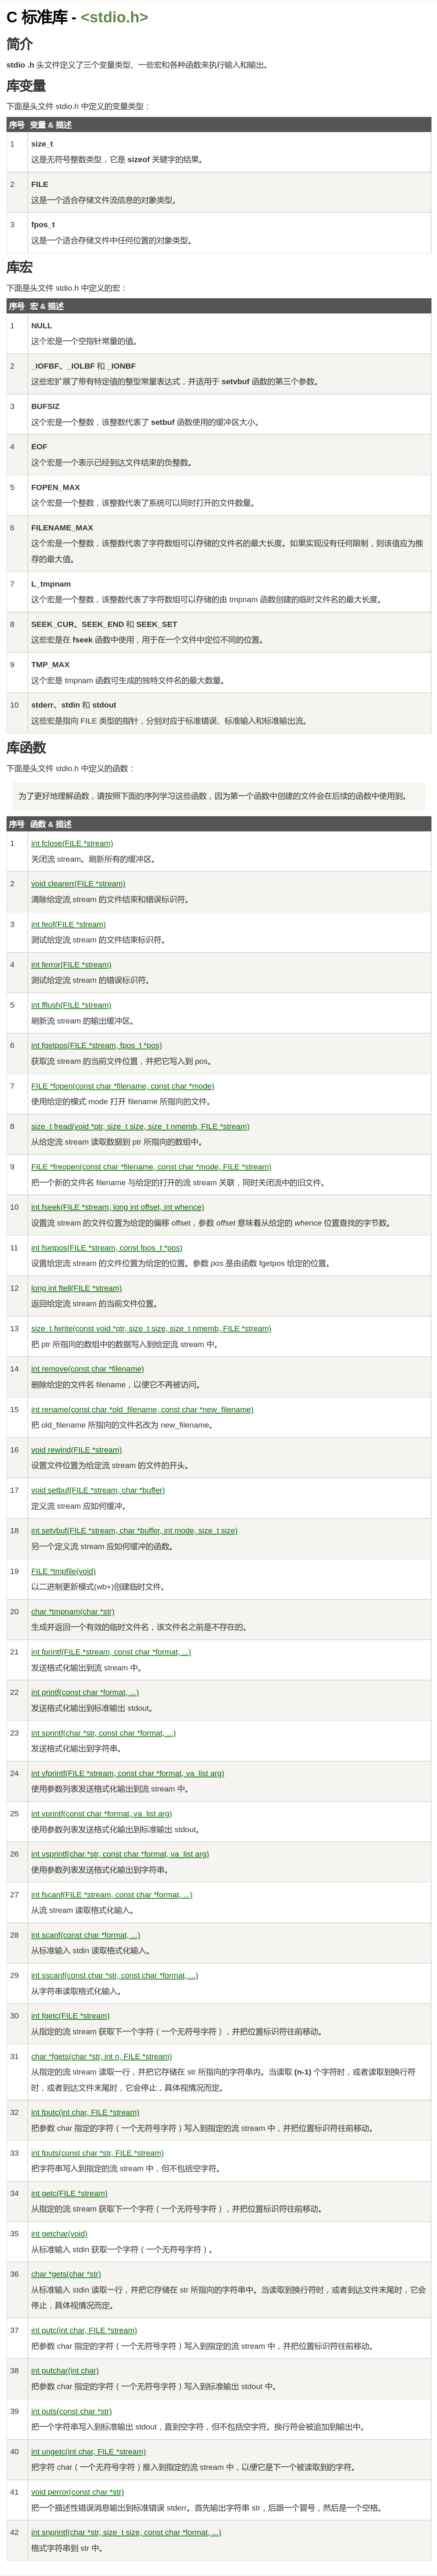 C 标准库 - <stdio.h>
简介
stdio .h 头文件定义了三个变量类型、一些宏和各种函数来执行输入和输出。
库变量
下面是头文件 stdio.h 中定义的变量类型：
序号 变量 & 描述
1 size_t
这是无符号整数类型，它是 sizeof 关键字的结果。
2 FILE
这是一个适合存储文件流信息的对象类型。
3 fpos_t
这是一个适合存储文件中任何位置的对象类型。
库宏
下面是头文件 stdio.h 中定义的宏：
序号 宏 & 描述
1 NULL
这个宏是一个空指针常量的值。
2 _IOFBF、_IOLBF 和 _IONBF
这些宏扩展了带有特定值的整型常量表达式，并适用于 setvbuf 函数的第三个参数。
3 BUFSIZ
这个宏是一个整数，该整数代表了 setbuf 函数使用的缓冲区大小。
4 EOF
这个宏是一个表示已经到达文件结束的负整数。
5 FOPEN_MAX
这个宏是一个整数，该整数代表了系统可以同时打开的文件数量。
6 FILENAME_MAX
这个宏是一个整数，该整数代表了字符数组可以存储的文件名的最大长度。如果实现没有任何限制，则该值应为推
荐的最大值。
7 L_tmpnam
这个宏是一个整数，该整数代表了字符数组可以存储的由 tmpnam 函数创建的临时文件名的最大长度。
8 SEEK_CUR、SEEK_END 和 SEEK_SET
这些宏是在 fseek 函数中使用，用于在一个文件中定位不同的位置。
9 TMP_MAX
这个宏是 tmpnam 函数可生成的独特文件名的最大数量。
10 stderr、stdin 和 stdout
这些宏是指向 FILE 类型的指针，分别对应于标准错误、标准输入和标准输出流。
库函数
下面是头文件 stdio.h 中定义的函数：
为了更好地理解函数，请按照下面的序列学习这些函数，因为第一个函数中创建的文件会在后续的函数中使用到。
序号 函数 & 描述
1 int fclose(FILE *stream)
关闭流 stream。刷新所有的缓冲区。
2 void clearerr(FILE *stream)
清除给定流 stream 的文件结束和错误标识符。
3 int feof(FILE *stream)
测试给定流 stream 的文件结束标识符。
4 int ferror(FILE *stream)
测试给定流 stream 的错误标识符。
5 int fflush(FILE *stream)
刷新流 stream 的输出缓冲区。
6 int fgetpos(FILE *stream, fpos_t *pos)
获取流 stream 的当前文件位置，并把它写入到 pos。
7 FILE *fopen(const char *filename, const char *mode)
使用给定的模式 mode 打开 filename 所指向的文件。
8 size_t fread(void *ptr, size_t size, size_t nmemb, FILE *stream)
从给定流 stream 读取数据到 ptr 所指向的数组中。
9 FILE *freopen(const char *filename, const char *mode, FILE *stream)
把一个新的文件名 filename 与给定的打开的流 stream 关联，同时关闭流中的旧文件。
10 int fseek(FILE *stream, long int offset, int whence)
设置流 stream 的文件位置为给定的偏移 offset，参数 offset 意味着从给定的 whence 位置查找的字节数。
11 int fsetpos(FILE *stream, const fpos_t *pos)
设置给定流 stream 的文件位置为给定的位置。参数 pos 是由函数 fgetpos 给定的位置。
12 long int ftell(FILE *stream)
返回给定流 stream 的当前文件位置。
13 size_t fwrite(const void *ptr, size_t size, size_t nmemb, FILE *stream)
把 ptr 所指向的数组中的数据写入到给定流 stream 中。
14 int remove(const char *filename)
删除给定的文件名 filename，以便它不再被访问。
15 int rename(const char *old_filename, const char *new_filename)
把 old_filename 所指向的文件名改为 new_filename。
16 void rewind(FILE *stream)
设置文件位置为给定流 stream 的文件的开头。
17 void setbuf(FILE *stream, char *buffer)
定义流 stream 应如何缓冲。
18 int setvbuf(FILE *stream, char *buffer, int mode, size_t size)
另一个定义流 stream 应如何缓冲的函数。
19 FILE *tmpfile(void)
以二进制更新模式(wb+)创建临时文件。
20 char *tmpnam(char *str)
生成并返回一个有效的临时文件名，该文件名之前是不存在的。
21 int fprintf(FILE *stream, const char *format, ...)
发送格式化输出到流 stream 中。
22 int printf(const char *format, ...)
发送格式化输出到标准输出 stdout。
23 int sprintf(char *str, const char *format, ...)
发送格式化输出到字符串。
24 int vfprintf(FILE *stream, const char *format, va_list arg)
使用参数列表发送格式化输出到流 stream 中。
25 int vprintf(const char *format, va_list arg)
使用参数列表发送格式化输出到标准输出 stdout。
26 int vsprintf(char *str, const char *format, va_list arg)
使用参数列表发送格式化输出到字符串。
27 int fscanf(FILE *stream, const char *format, ...)
从流 stream 读取格式化输入。
28 int scanf(const char *format, ...)
从标准输入 stdin 读取格式化输入。
29 int sscanf(const char *str, const char *format, ...)
从字符串读取格式化输入。
30 int fgetc(FILE *stream)
从指定的流 stream 获取下一个字符（一个无符号字符），并把位置标识符往前移动。
31 char *fgets(char *str, int n, FILE *stream)
从指定的流 stream 读取一行，并把它存储在 str 所指向的字符串内。当读取 (n-1) 个字符时，或者读取到换行符
时，或者到达文件末尾时，它会停止，具体视情况而定。
32 int fputc(int char, FILE *stream)
把参数 char 指定的字符（一个无符号字符）写入到指定的流 stream 中，并把位置标识符往前移动。
33 int fputs(const char *str, FILE *stream)
把字符串写入到指定的流 stream 中，但不包括空字符。
34 int getc(FILE *stream)
从指定的流 stream 获取下一个字符（一个无符号字符），并把位置标识符往前移动。
35 int getchar(void)
从标准输入 stdin 获取一个字符（一个无符号字符）。
36 char *gets(char *str)
从标准输入 stdin 读取一行，并把它存储在 str 所指向的字符串中。当读取到换行符时，或者到达文件末尾时，它会
停止，具体视情况而定。
37 int putc(int char, FILE *stream)
把参数 char 指定的字符（一个无符号字符）写入到指定的流 stream 中，并把位置标识符往前移动。
38 int putchar(int char)
把参数 char 指定的字符（一个无符号字符）写入到标准输出 stdout 中。
39 int puts(const char *str)
把一个字符串写入到标准输出 stdout，直到空字符，但不包括空字符。换行符会被追加到输出中。
40 int ungetc(int char, FILE *stream)
把字符 char（一个无符号字符）推入到指定的流 stream 中，以便它是下一个被读取到的字符。
41 void perror(const char *str)
把一个描述性错误消息输出到标准错误 stderr。首先输出字符串 str，后跟一个冒号，然后是一个空格。
42 int snprintf(char *str, size_t size, const char *format, ...)
格式字符串到 str 中。